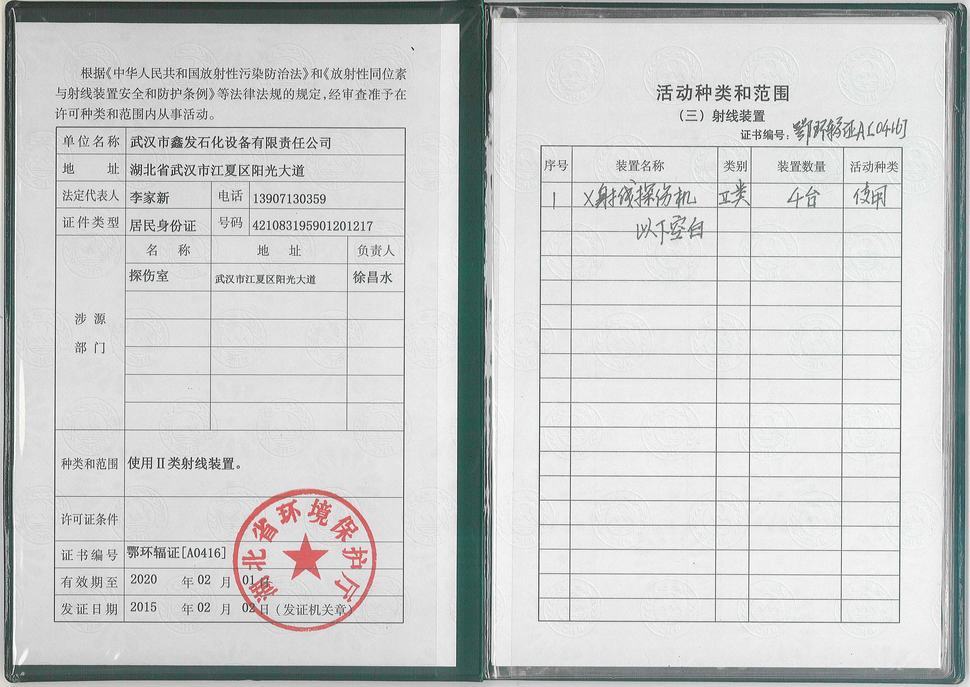 根据《中华人民共和国放射性污染防治法》和《放射性同位素
与射线装置安全和防护条例》等法律法规的规定,经审查准予在
许可种类和范围内从事活动。
单位名称 武汉市鑫发石化设备有限责任公司
地 址 湖北省武汉市江夏区阳光大道
法定代表人 李家新 电话 13907130359
证件类型 居民身份证 号码 421083195901201217
涉源
部门
名 称 地 址 负责人
探伤室 武汉市江夏区阳光大道 徐昌水
种类和范围 使用Ⅱ类射线装置。
许可证条件
证书编号 鄂环辐证[A0416]
有效期至 2020 年 02 月 01 日
发证日期 2015 年 02 月 02 日 (发证机关章)
湖北省环境保护厅
活动种类和范围
(三)射线装置
证书编号: 鄂环辐证A[0416]
序号 装置名称 类别 装置数量 活动种类
1 X射线探伤机 Ⅱ类 4台 使用
以下空白